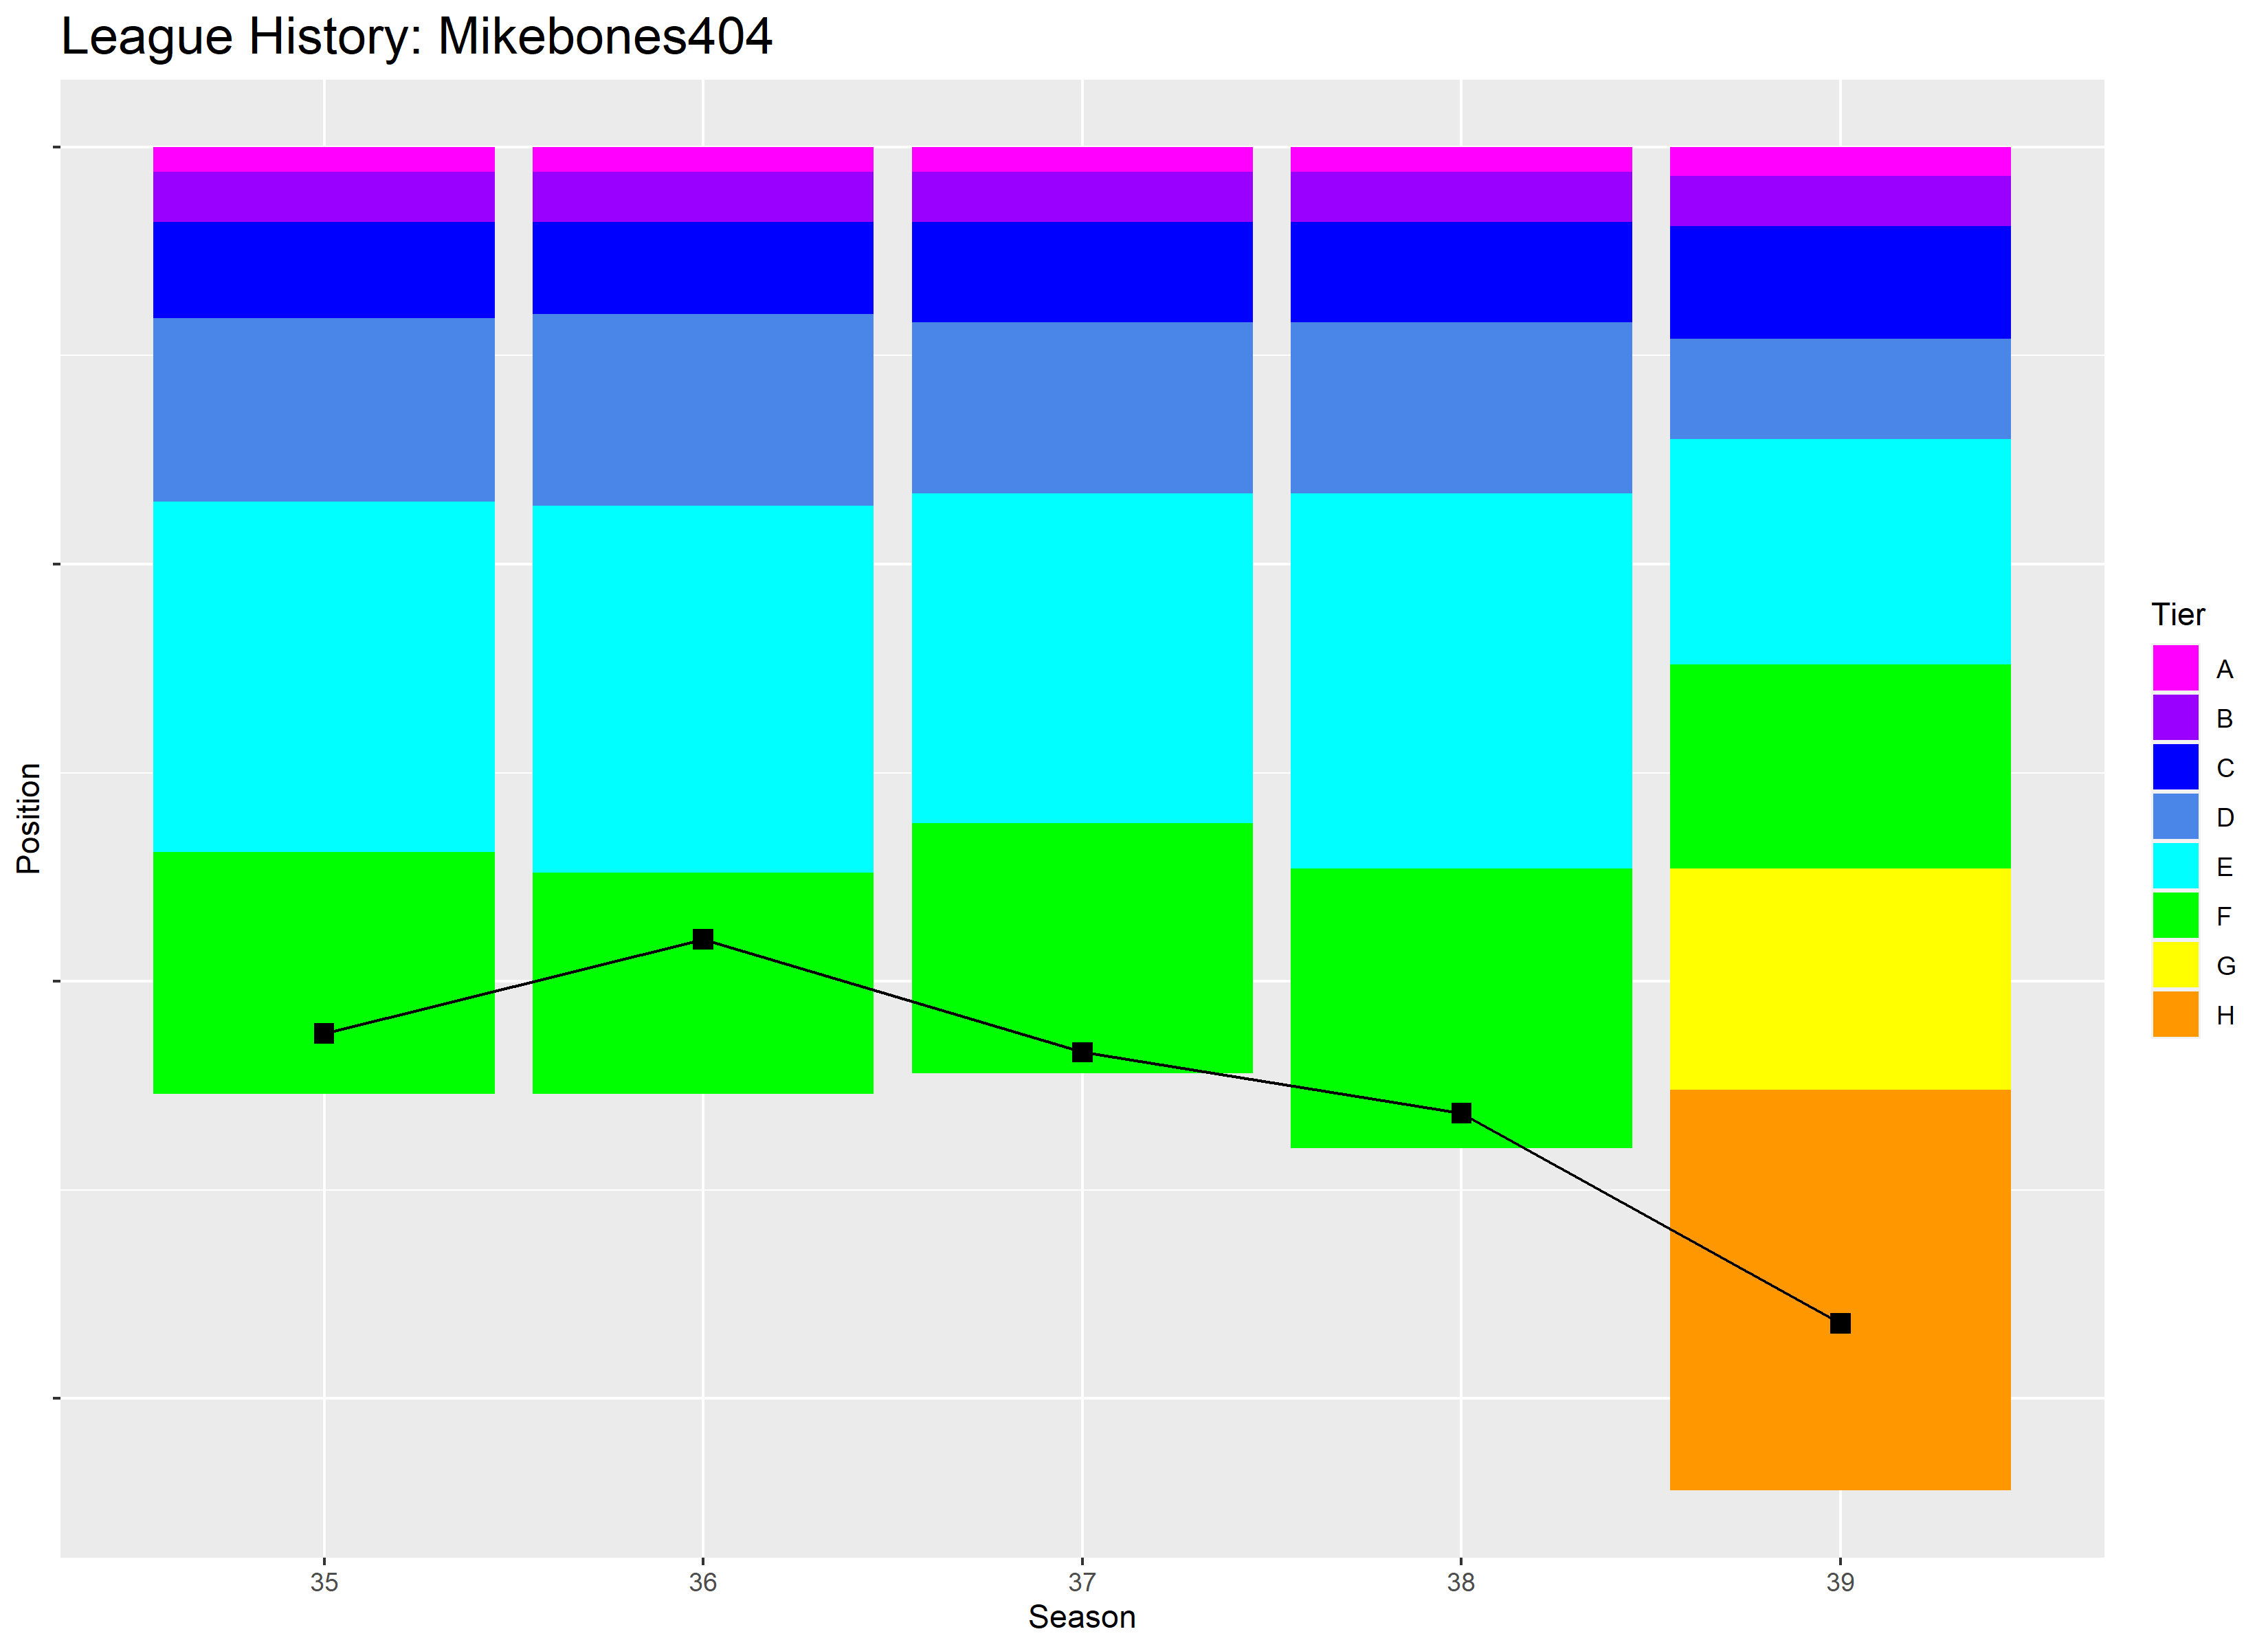 League History: Mikebones404
Position
Tier
A
B
C
D
E
F
G
H
35
36
37
38
39
Season